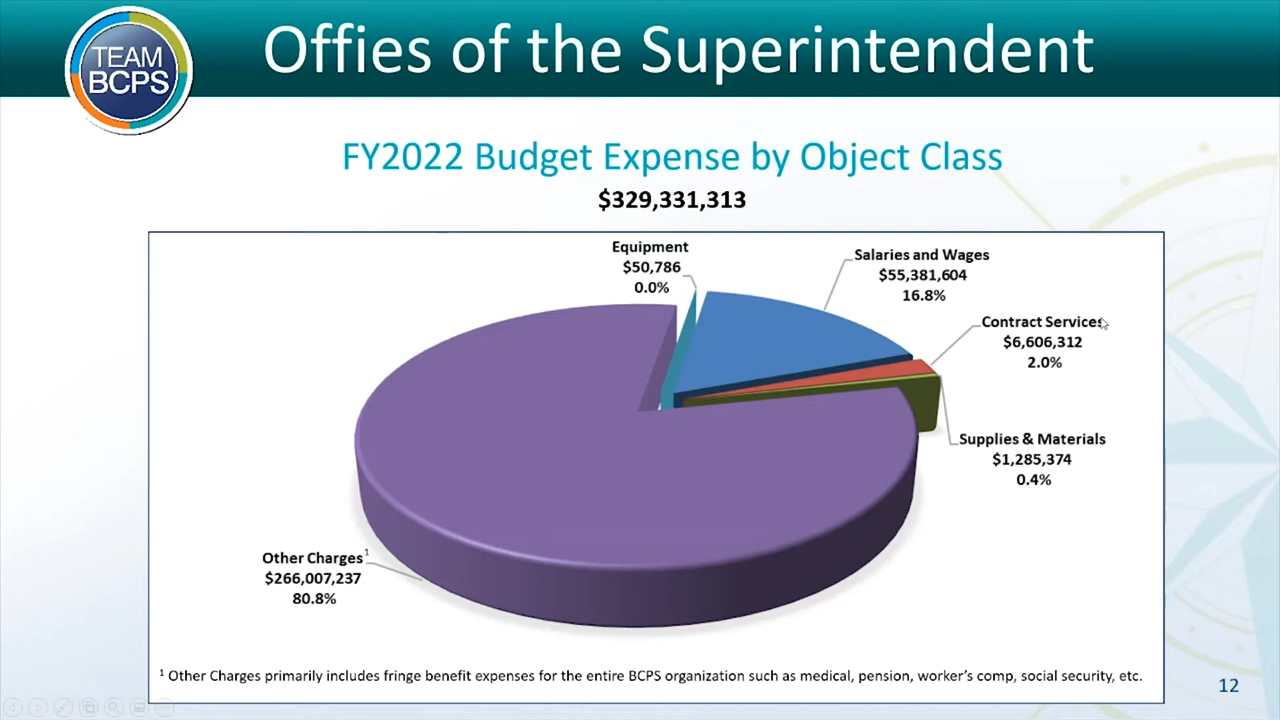 TEAM
BCPS
Offies of the Superintendent
FY2022 Budget Expense by Object Class
$329,331,313
Equipment
$50,786
0.0%
Salaries and Wages
$55,381,604
16.8%
Contract Services
$6,606,312
2.0%
Supplies & Materials
$1,285,374
0.4%
Other Charges¹
$266,007,237
80.8%
¹ Other Charges primarily includes fringe benefit expenses for the entire BCPS organization such as medical, pension, worker's comp, social security, etc.
12